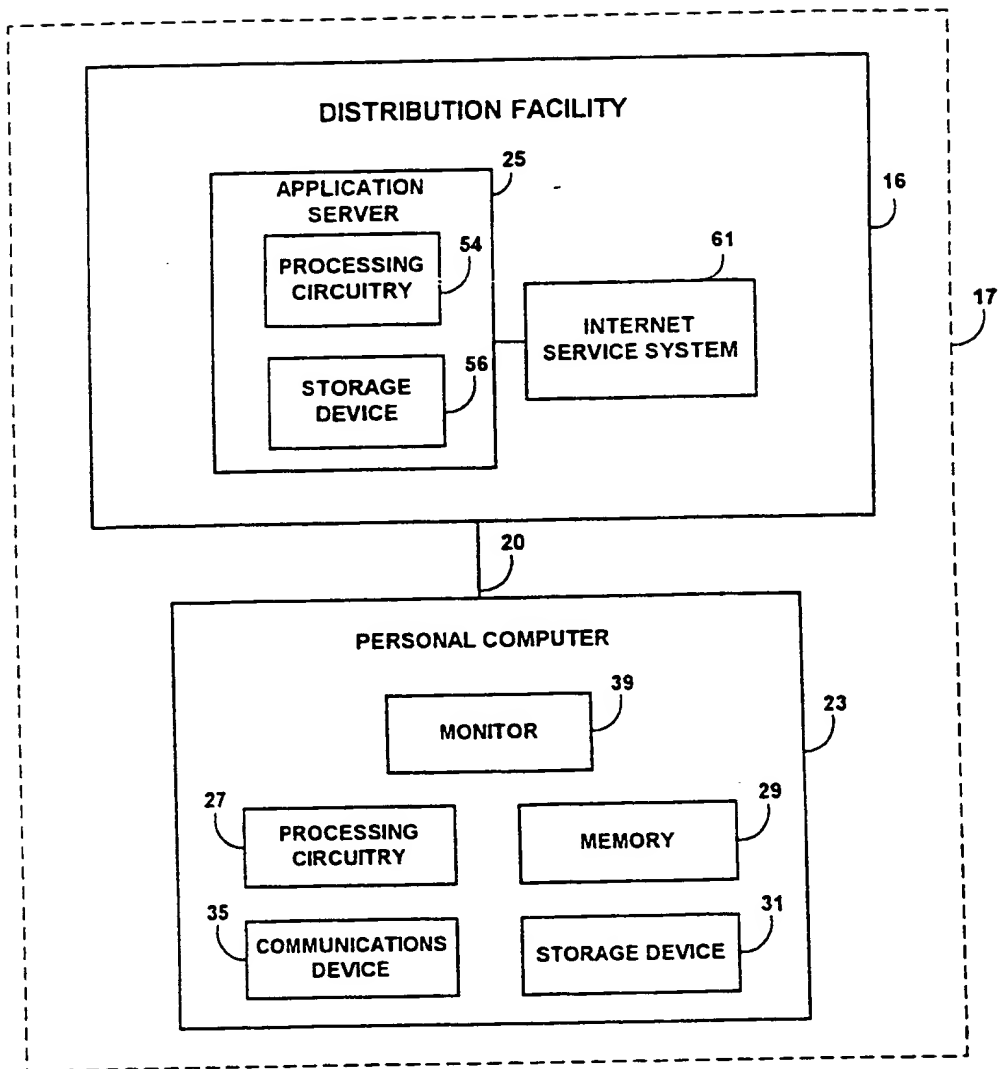 DISTRIBUTION FACILITY
25
APPLICATION
SERVER
16
54
PROCESSING
CIRCUITRY
61
INTERNET
SERVICE SYSTEM
17
56
STORAGE
DEVICE
20
PERSONAL COMPUTER
39
MONITOR
23
27
PROCESSING
CIRCUITRY
29
MEMORY
35
COMMUNICATIONS
DEVICE
31
STORAGE DEVICE